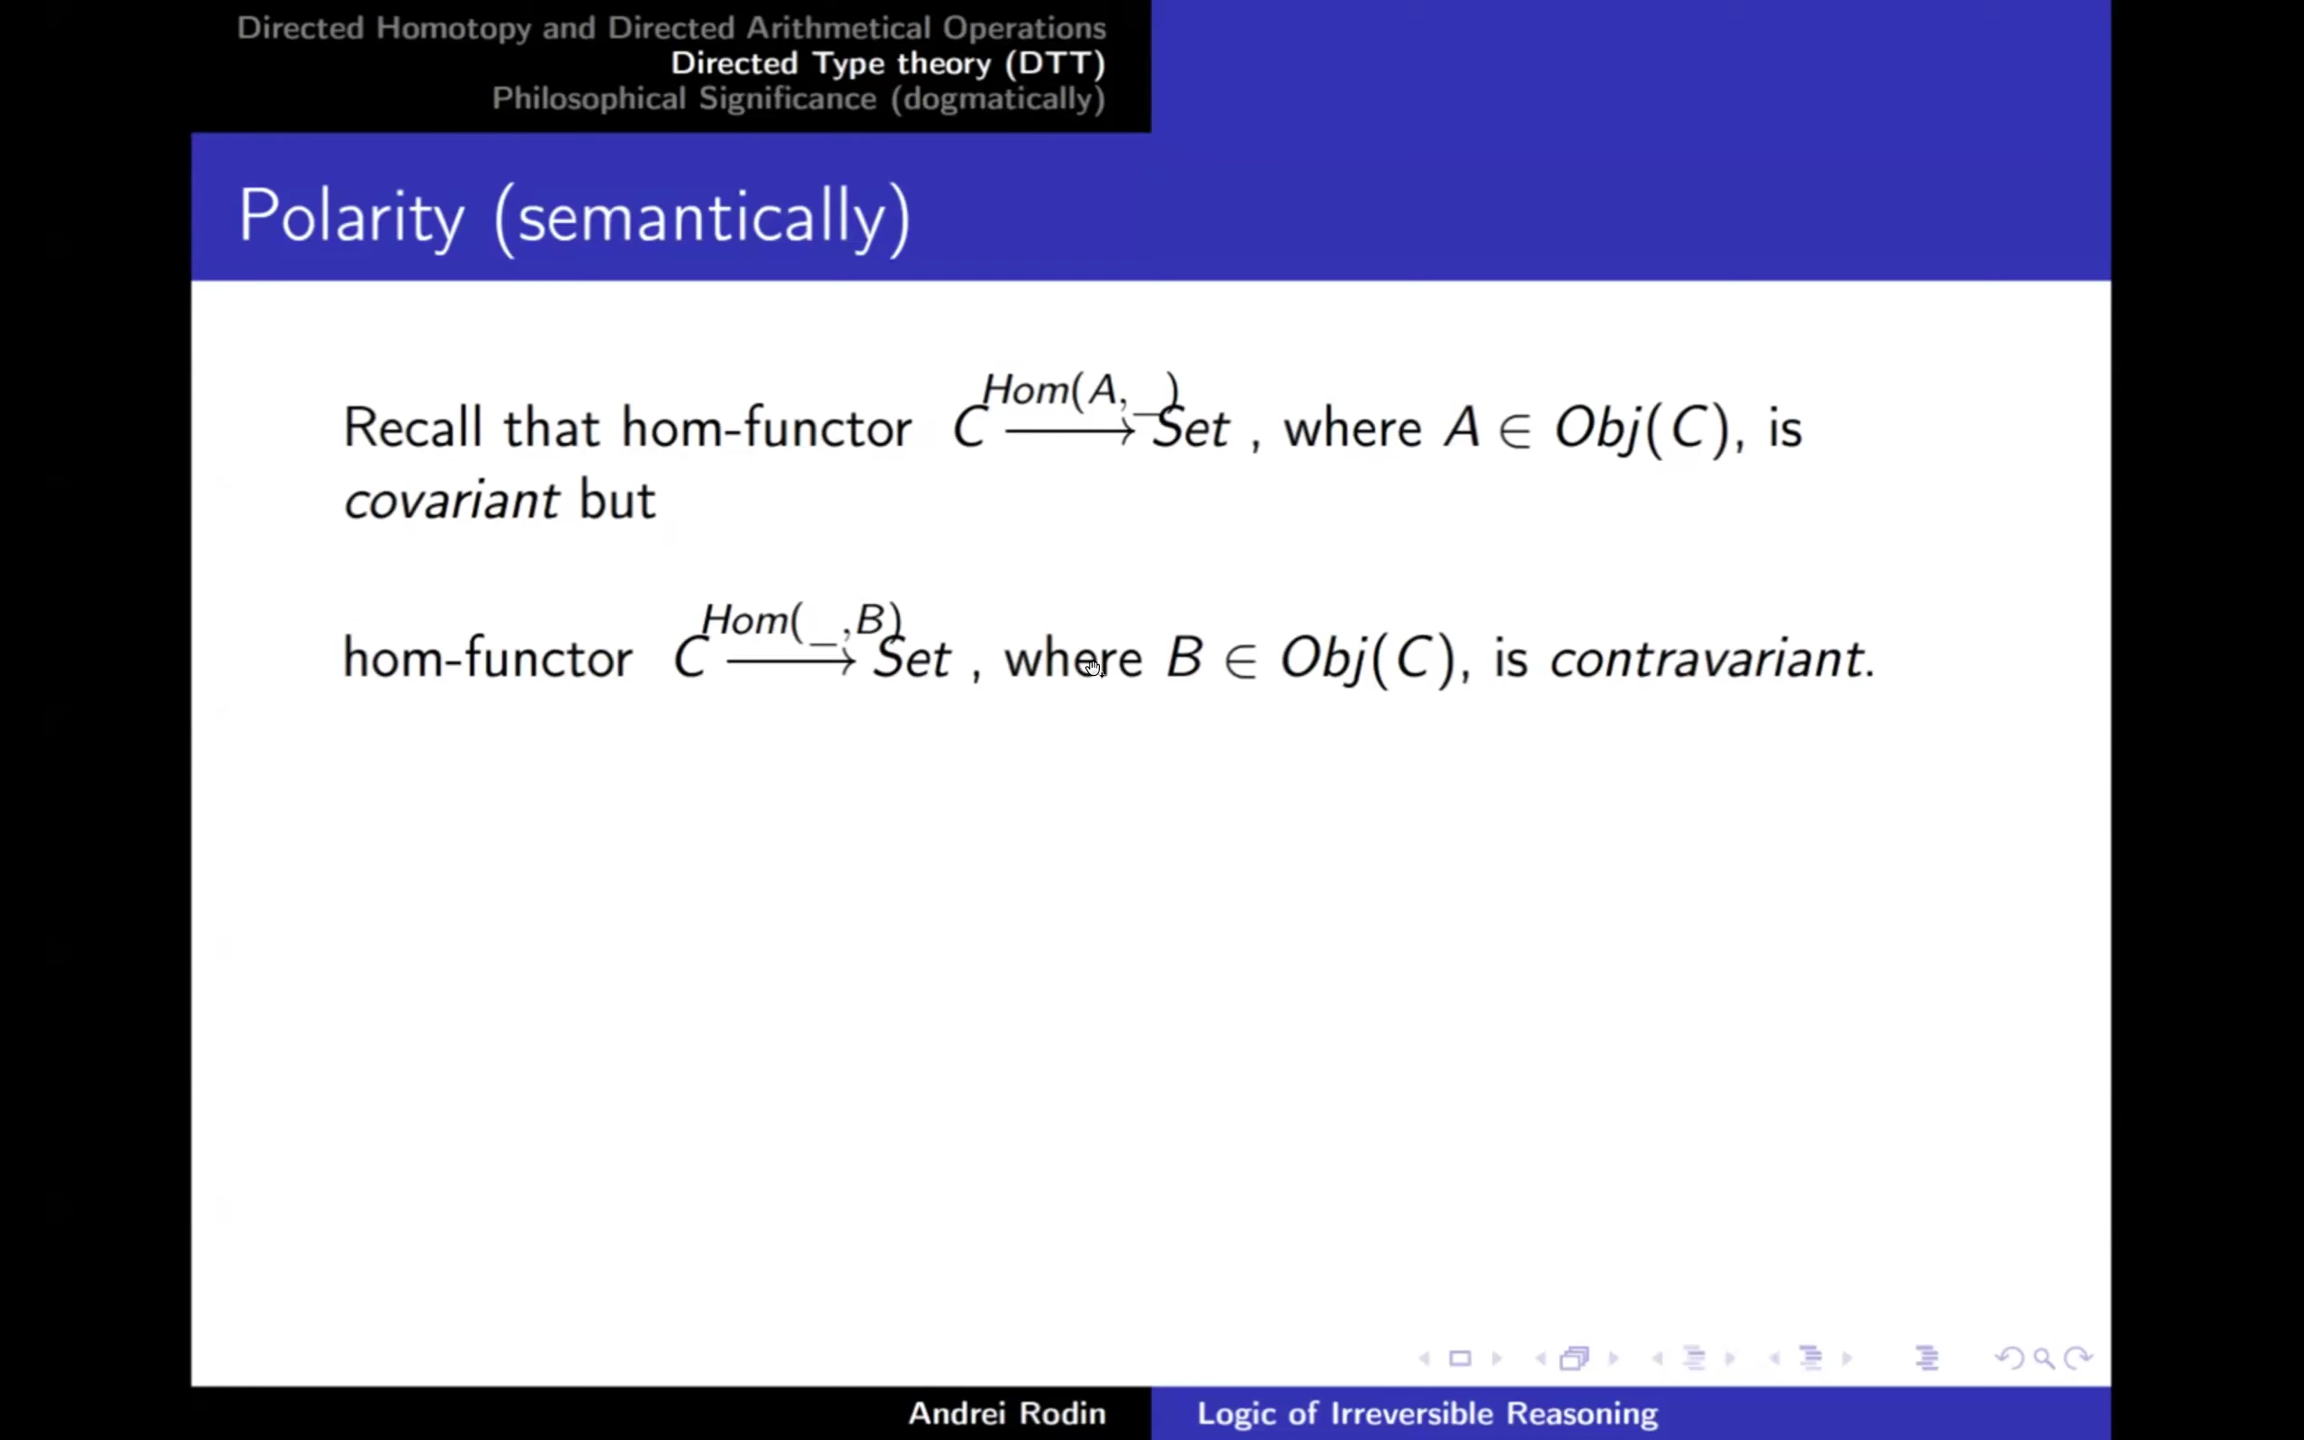 Directed Homotopy and Directed Arithmetical Operations
Directed Type theory (DTT)
Philosophical Significance (dogmatically)
Polarity (semantically)
Recall that hom-functor C \xrightarrow{Hom(A,_)} Set , where A ∈ Obj(C), is
covariant but
hom-functor C \xrightarrow{Hom(_,B)} Set , where B ∈ Obj(C), is contravariant.
Andrei Rodin
Logic of Irreversible Reasoning